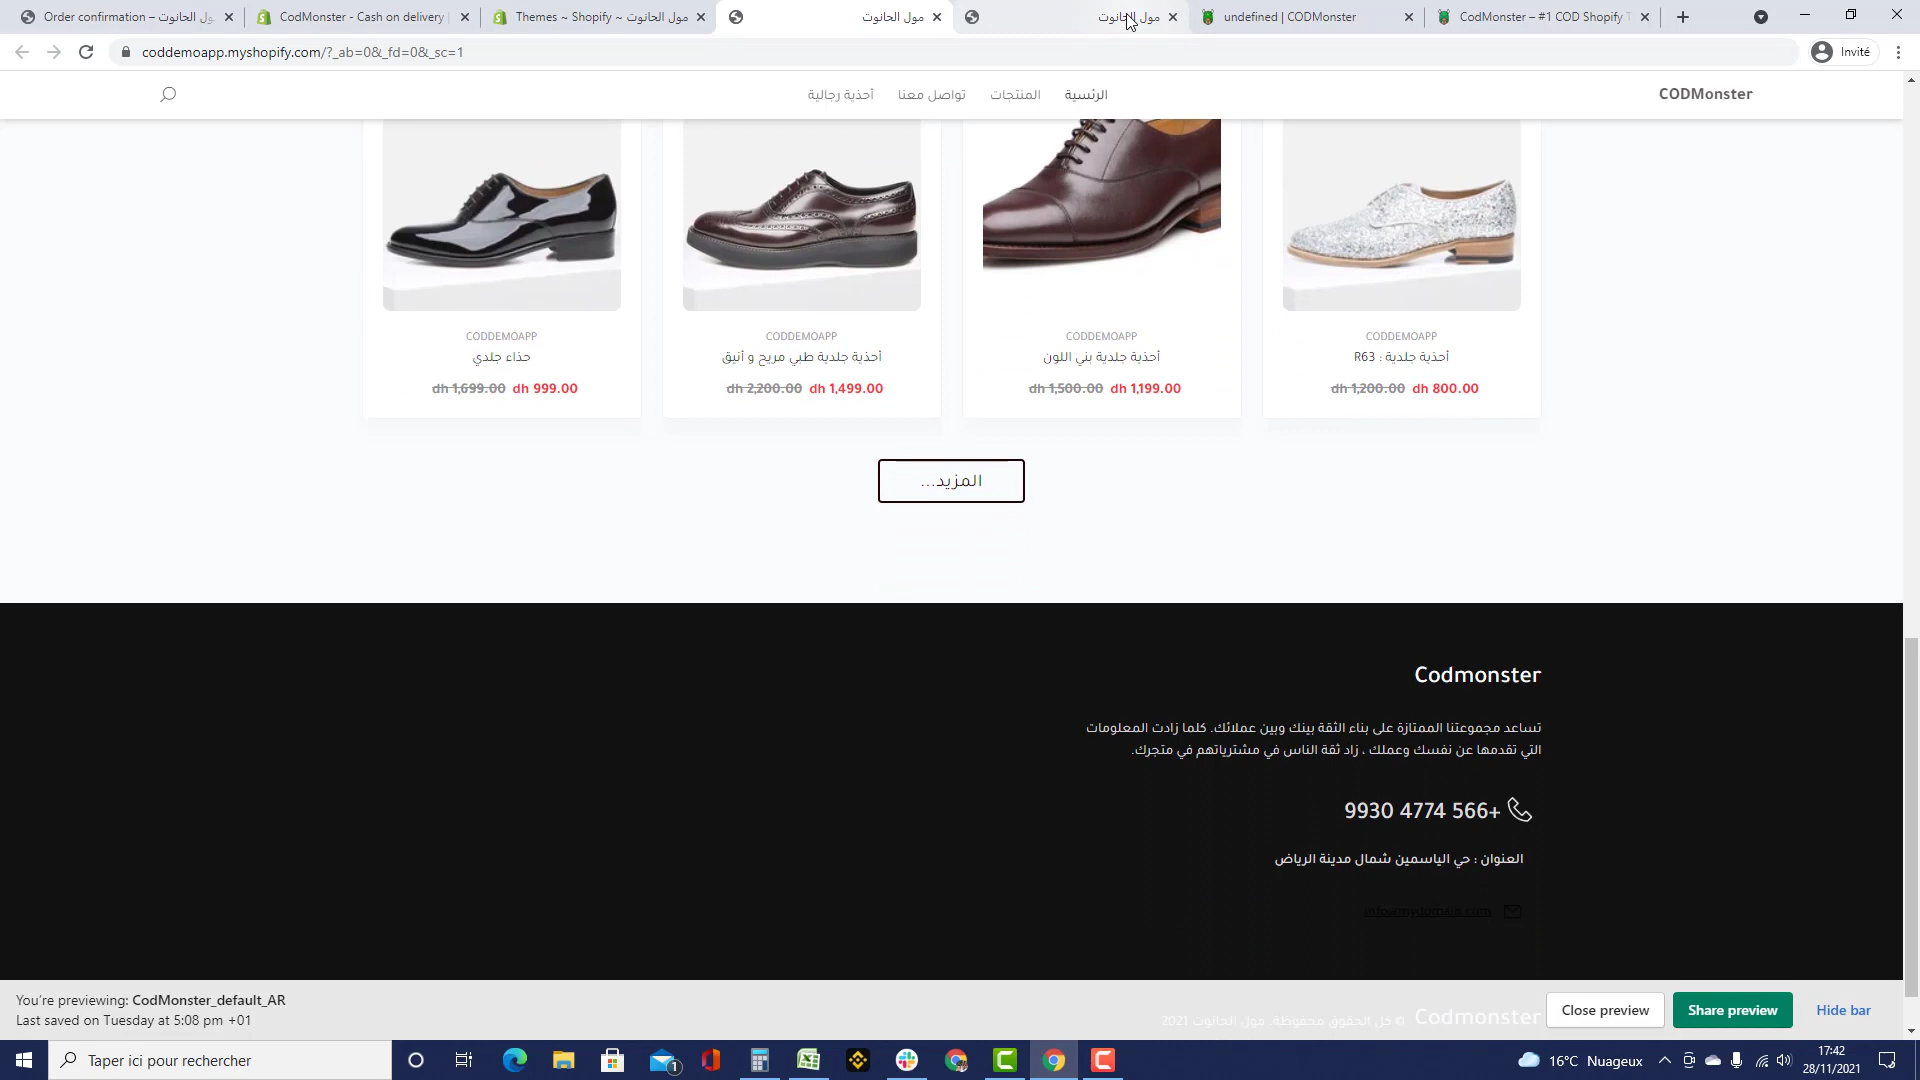 Order confirmation – مول الحانوت
CodMonster - Cash on delivery
Themes ~ Shopify ~ مول الحانوت
مول الحانوت
مول الحانوت
undefined | CODMonster
CodMonster – #1 COD Shopify T
coddemoapp.myshopify.com/?_ab=0&_fd=0&_sc=1
Invité
CODMonster
الرئسية
المنتجات
تواصل معنا
أحذية رجالية
CODDEMOAPP
حذاء جلدي
dh 1,699.00 dh 999.00
CODDEMOAPP
أحذية جلدية طبي مريح و أنيق
dh 2,200.00 dh 1,499.00
CODDEMOAPP
أحذية جلدية بني اللون
dh 1,500.00 dh 1,199.00
CODDEMOAPP
أحذية جلدية : R63
dh 1,200.00 dh 800.00
المزيد...
Codmonster
تساعد مجموعتنا الممتازة على بناء الثقة بينك وبين عملائك. كلما زادت المعلومات
التي تقدمها عن نفسك وعملك ، زاد ثقة الناس في مشترياتهم في متجرك.
9930 4774 566+
العنوان : حي الياسمين شمال مدينة الرياض
You're previewing: CodMonster_default_AR
Last saved on Tuesday at 5:08 pm +01
© كل الحقوق محفوظة. مول الحانوت 2021
Codmonster
Close preview
Share preview
Hide bar
Taper ici pour rechercher
1
16°C Nuageux
17:42
28/11/2021